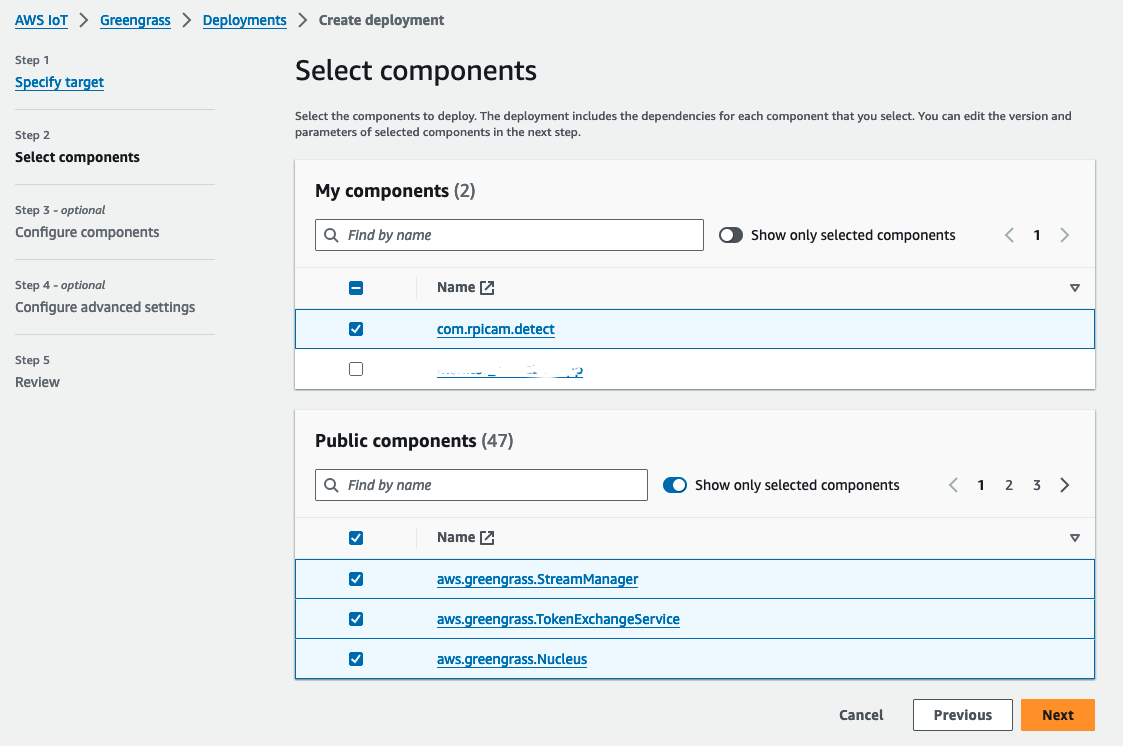 AWS IoT > Greengrass > Deployments > Create deployment
Step 1
Specify target
Step 2
Select components
Step 3 - optional
Configure components
Step 4 - optional
Configure advanced settings
Step 5
Review
Select components
Select the components to deploy. The deployment includes the dependencies for each component that you select. You can edit the version and
parameters of selected components in the next step.
My components (2)
Find by name
Show only selected components
1
Name
com.rpicam.detect
Public components (47)
Find by name
Show only selected components
1 2 3
Name
aws.greengrass.StreamManager
aws.greengrass.TokenExchangeService
aws.greengrass.Nucleus
Cancel Previous Next